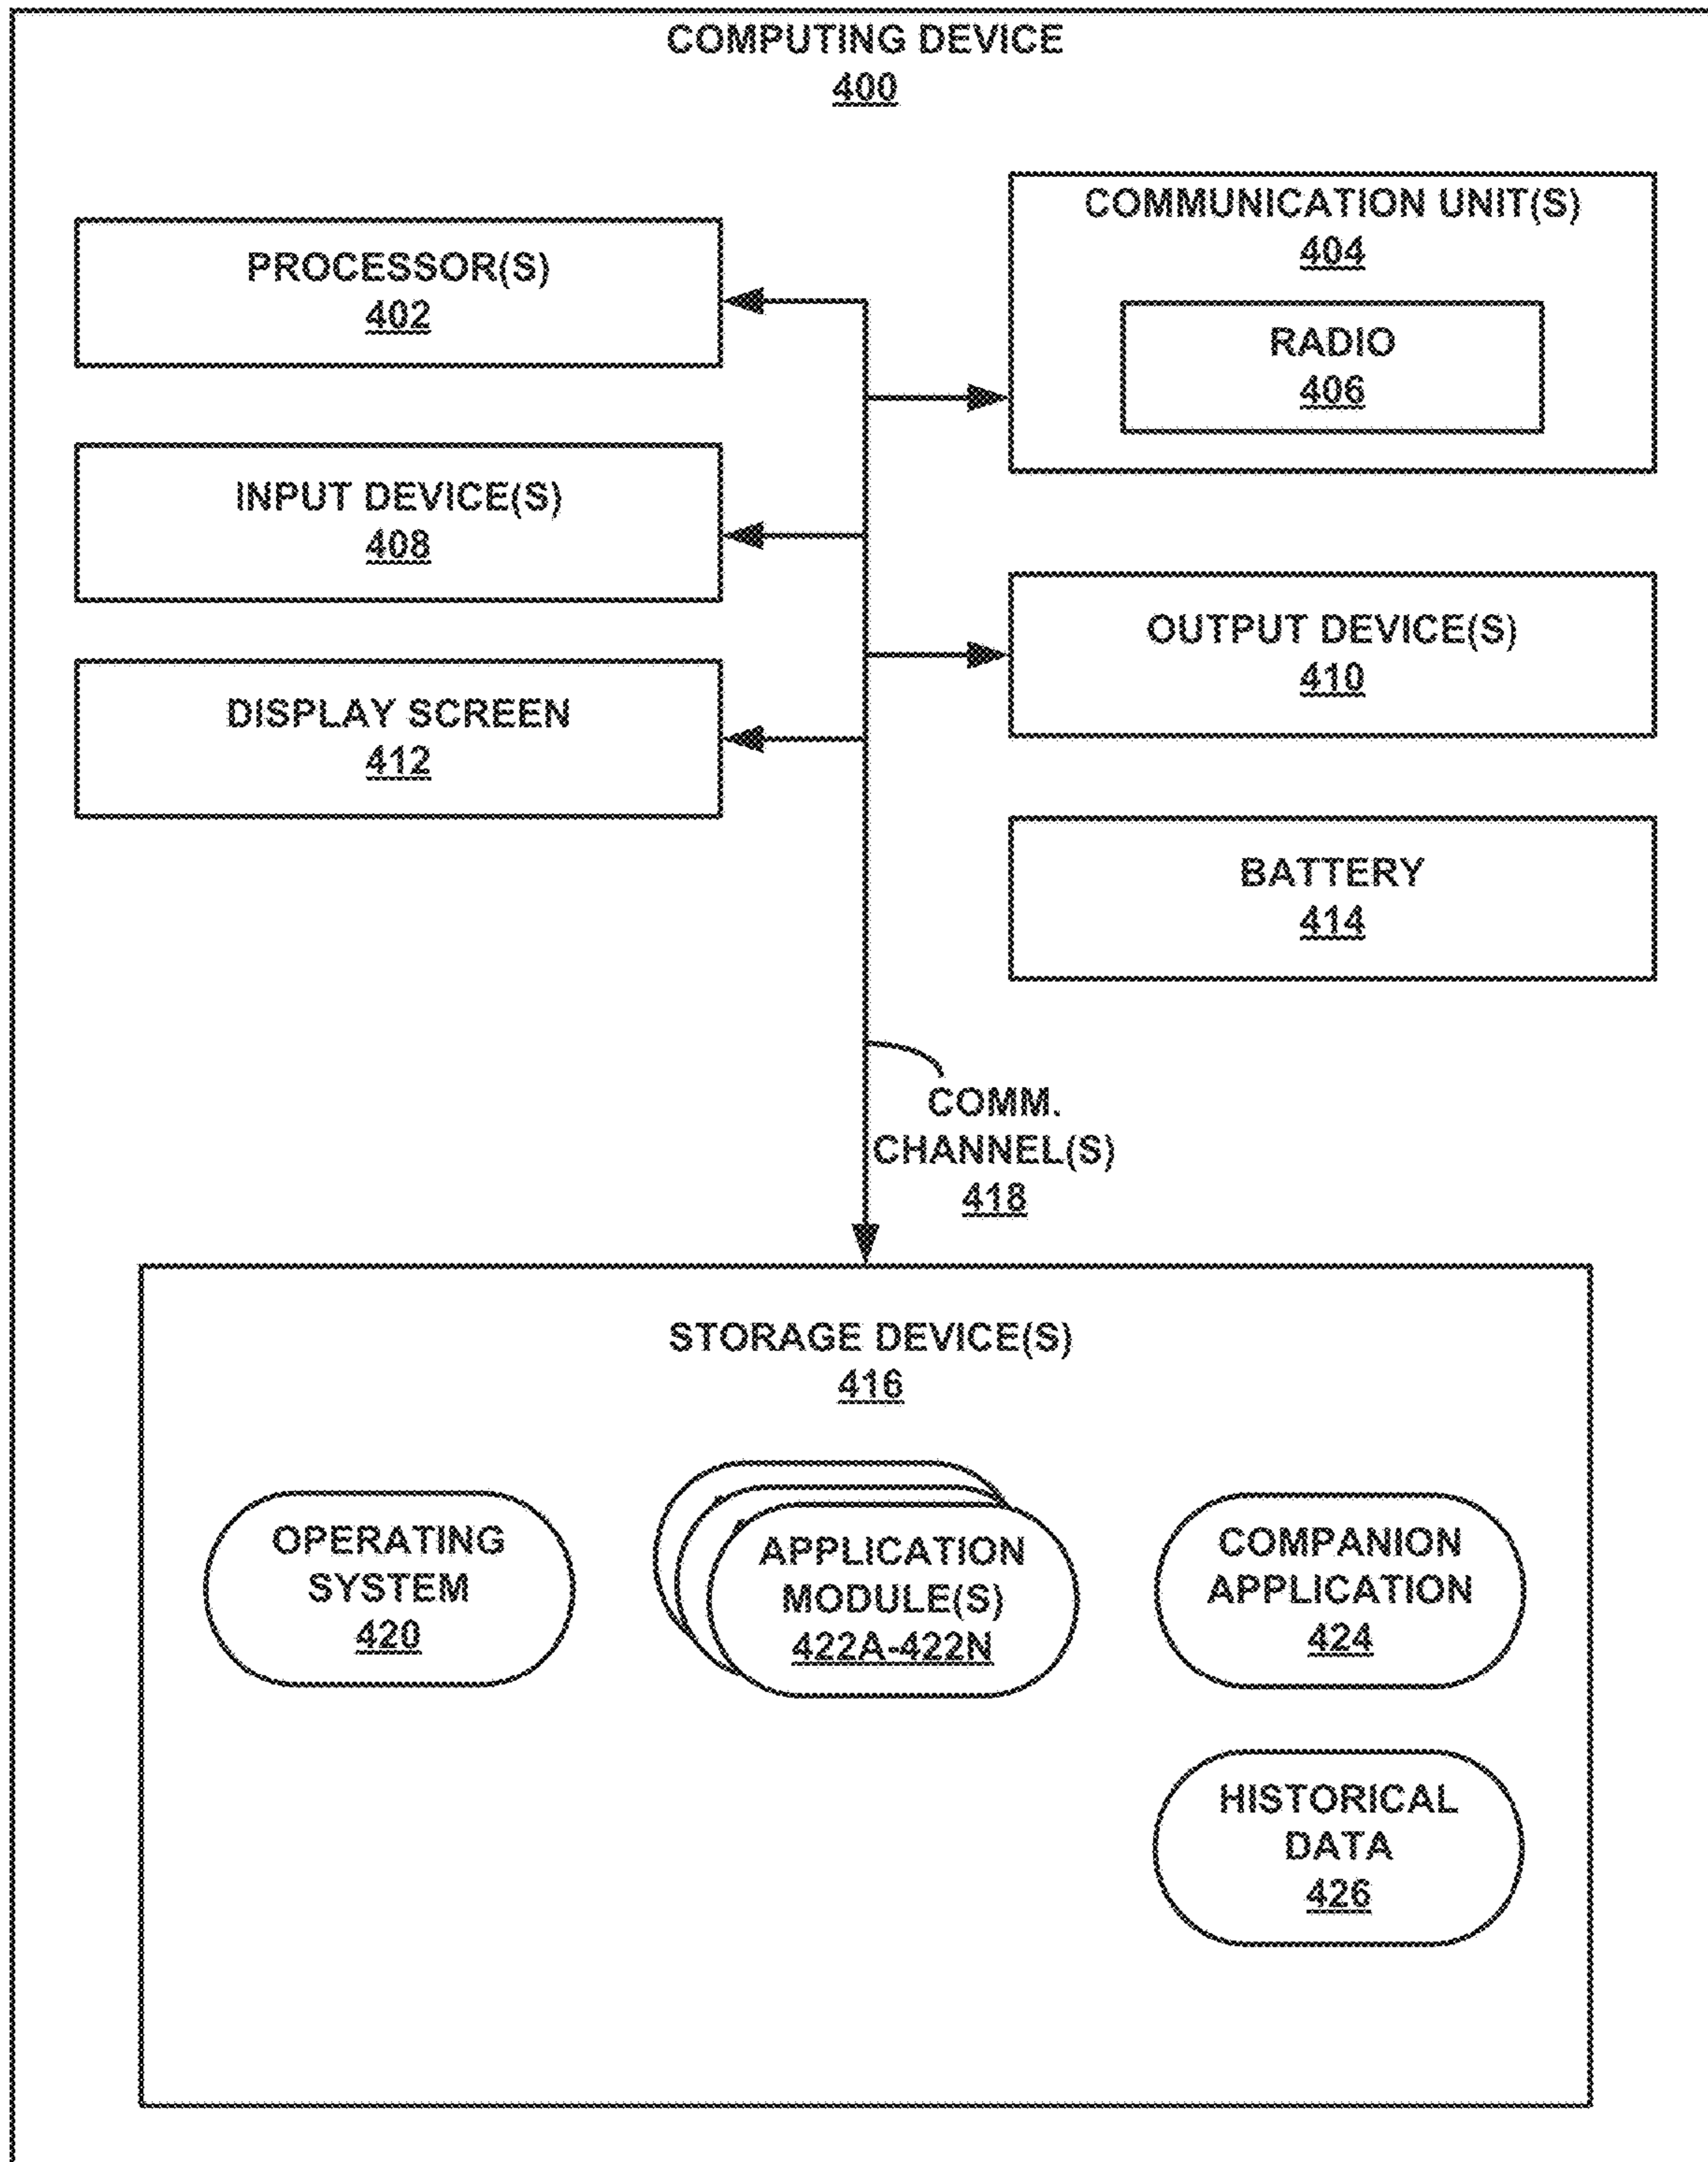 COMPUTING DEVICE
400
PROCESSOR(S)
402
COMMUNICATION UNIT(S)
404
RADIO
406
INPUT DEVICE(S)
408
OUTPUT DEVICE(S)
410
DISPLAY SCREEN
412
BATTERY
414
COMM.
CHANNEL(S)
418
STORAGE DEVICE(S)
416
OPERATING
SYSTEM
420
APPLICATION
MODULE(S)
422A-422N
COMPANION
APPLICATION
424
HISTORICAL
DATA
426